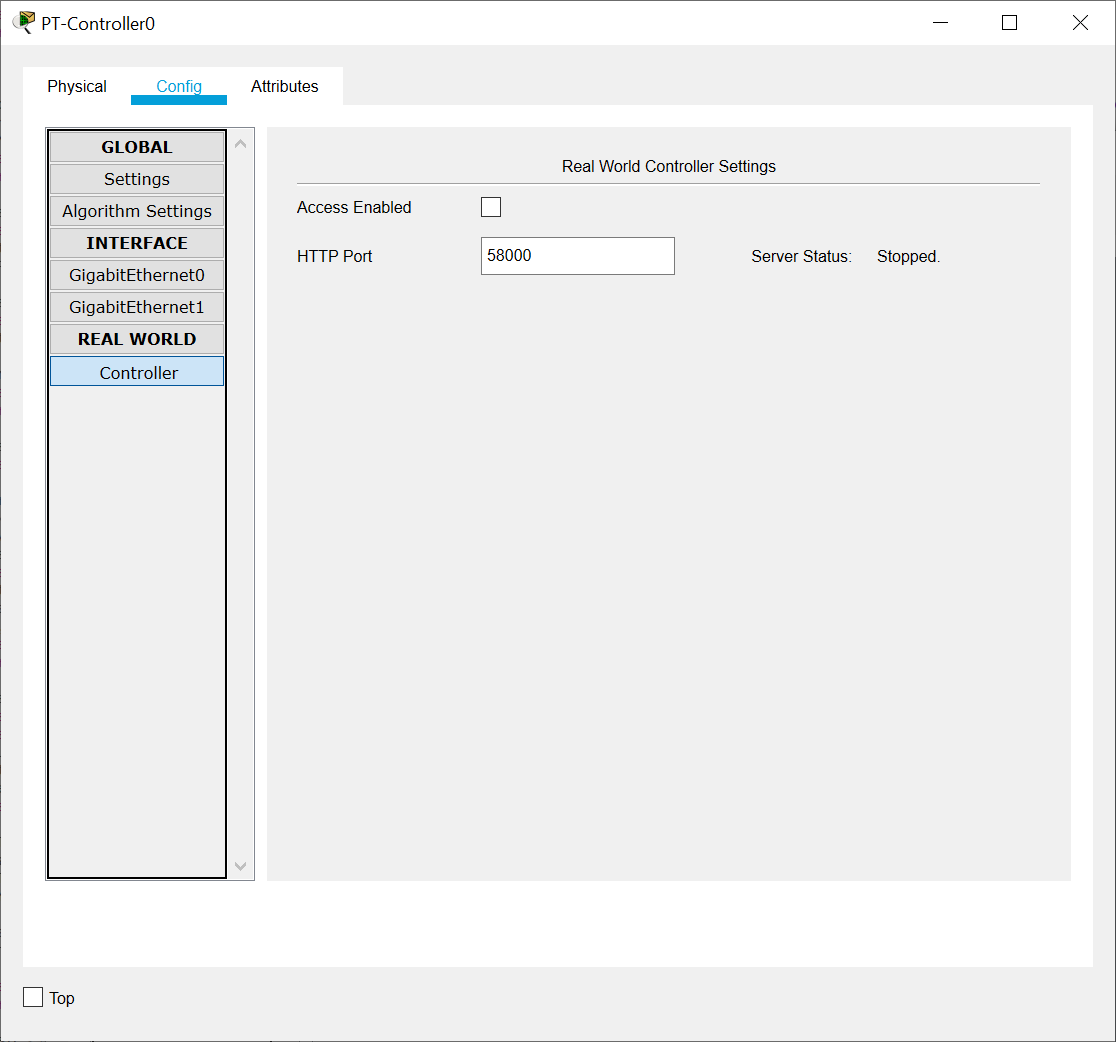 PT-Controller0
Physical
Config
Attributes
GLOBAL
Settings
Algorithm Settings
INTERFACE
GigabitEthernet0
GigabitEthernet1
REAL WORLD
Controller
Real World Controller Settings
Access Enabled
HTTP Port
58000
Server Status:
Stopped.
Top